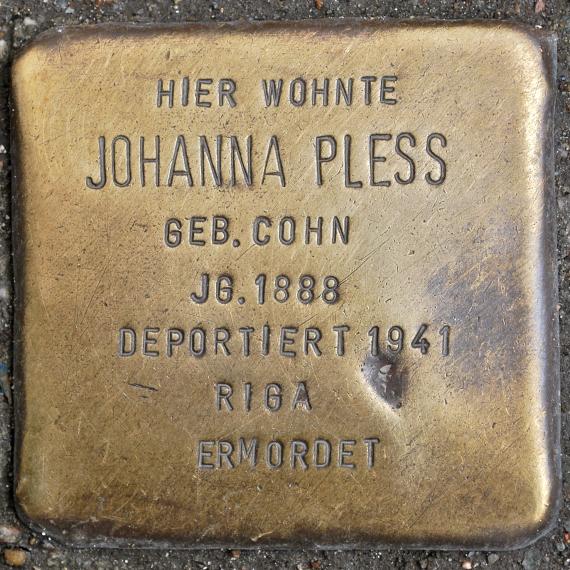 HIER WOHNTE
JOHANNA PLESS
GEB. COHN
JG. 1888
DEPORTIERT 1941
RIGA
ERMORDET